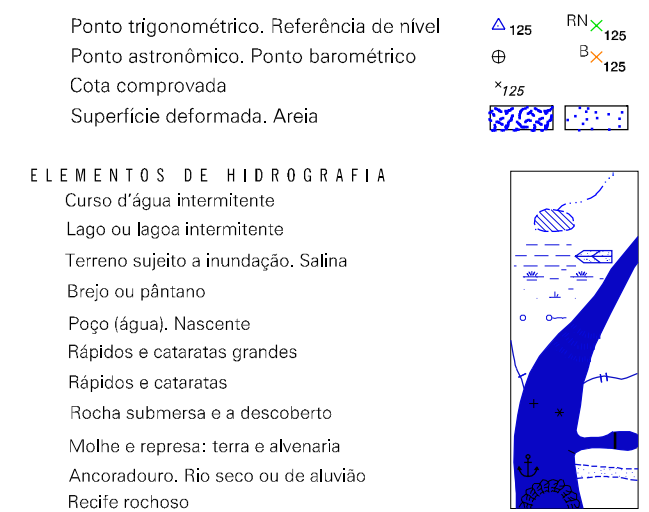 Ponto trigonométrico. Referência de nível 125 RN 125
Ponto astronômico. Ponto barométrico B 125
Cota comprovada 125
Superfície deformada. Areia
ELEMENTOS DE HIDROGRAFIA
Curso d'água intermitente
Lago ou lagoa intermitente
Terreno sujeito a inundação. Salina
Brejo ou pântano
Poço (água). Nascente
Rápidos e cataratas grandes
Rápidos e cataratas
Rocha submersa e a descoberto
Molhe e represa: terra e alvenaria
Ancoradouro. Rio seco ou de aluvião
Recife rochoso